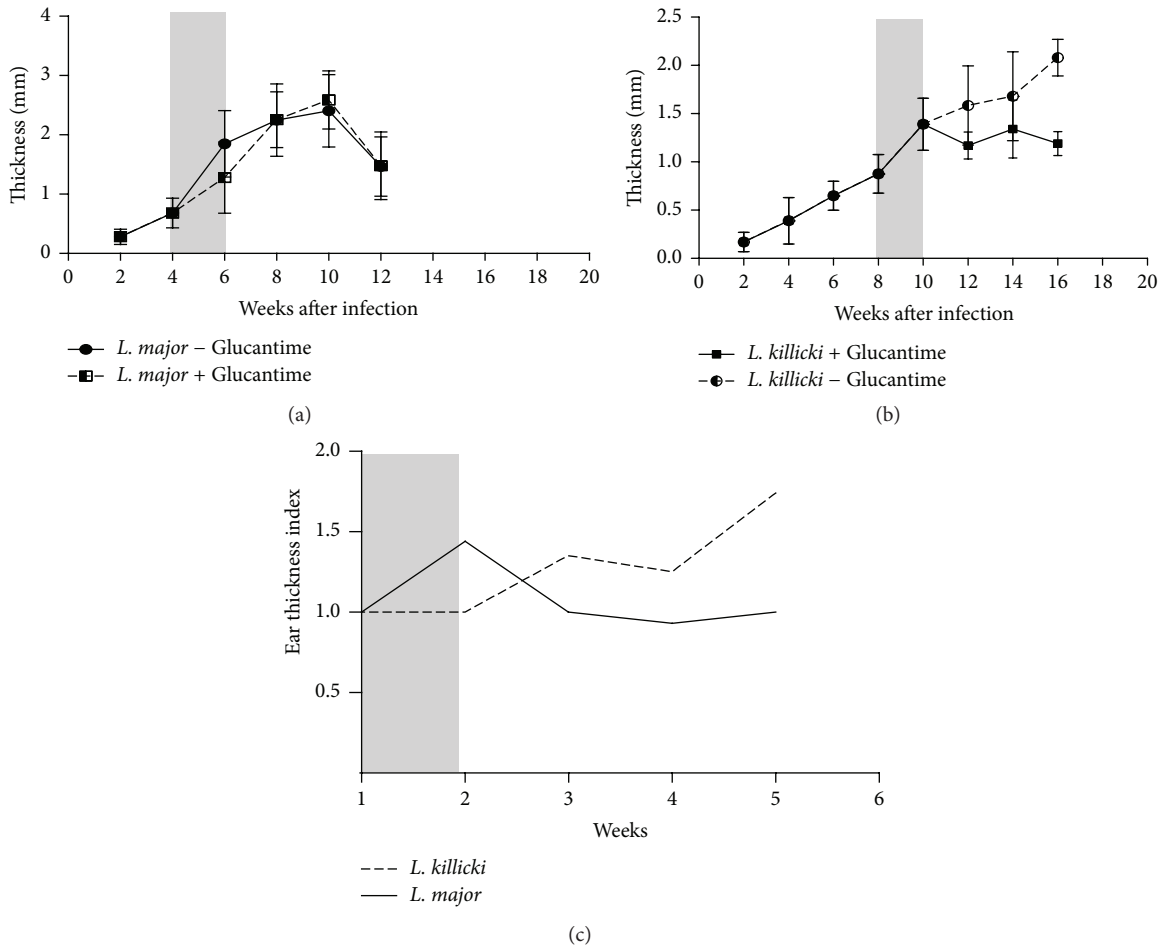 4
3
2
1
0
Thickness (mm)
0 2 4 6 8 10 12 14 16 18 20
Weeks after infection
L. major − Glucantime
L. major + Glucantime
(a)
2.5
2.0
1.5
1.0
0.5
0.0
Thickness (mm)
0 2 4 6 8 10 12 14 16 18 20
Weeks after infection
L. killicki + Glucantime
L. killicki − Glucantime
(b)
2.0
1.5
1.0
0.5
Ear thickness index
1 2 3 4 5 6
Weeks
L. killicki
L. major
(c)